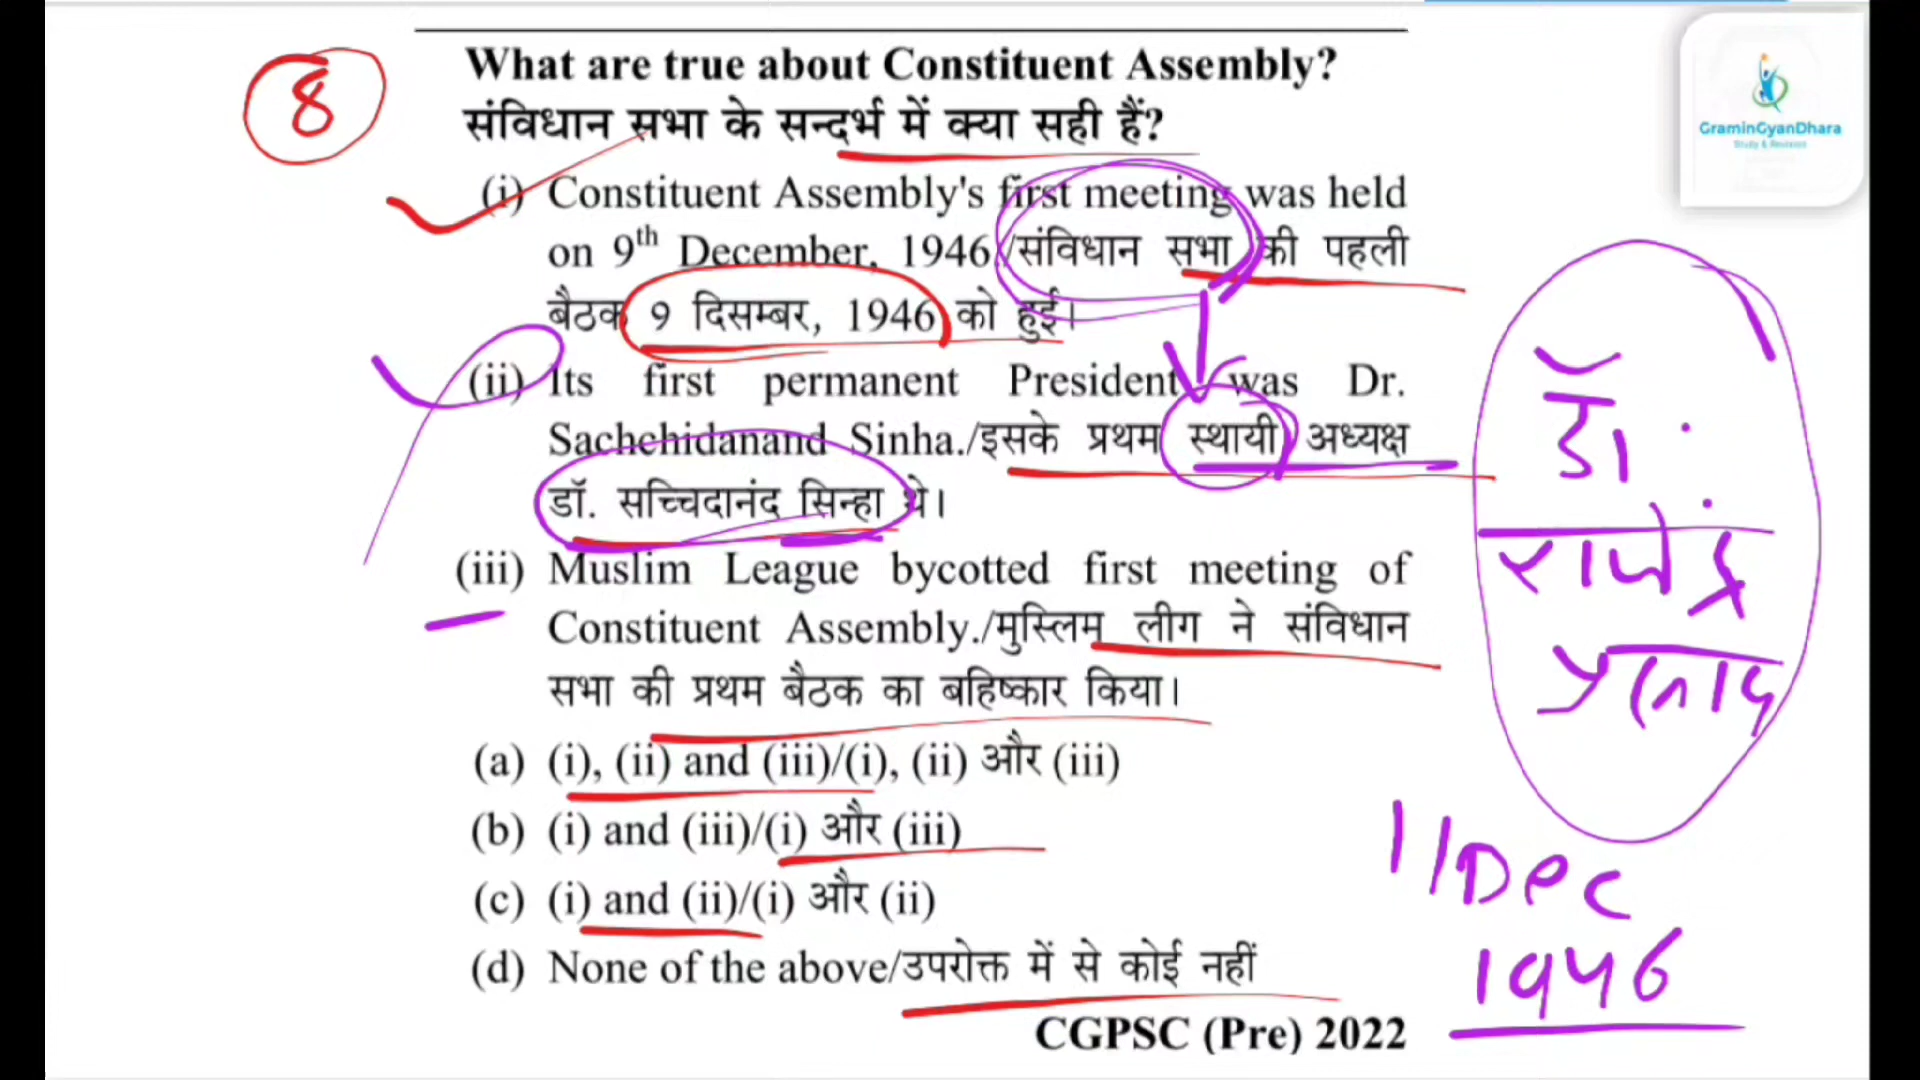 8
What are true about Constituent Assembly?
संविधान सभा के सन्दर्भ में क्या सही हैं?
(i) Constituent Assembly's first meeting was held
on 9th December, 1946./संविधान सभा की पहली
बैठक 9 दिसम्बर, 1946 को हुई।
(ii) Its first permanent President was Dr.
Sachchidanand Sinha./इसके प्रथम स्थायी अध्यक्ष
डॉ. सच्चिदानंद सिन्हा थे।
(iii) Muslim League bycotted first meeting of
Constituent Assembly./मुस्लिम लीग ने संविधान
सभा की प्रथम बैठक का बहिष्कार किया।
(a) (i), (ii) and (iii)/(i), (ii) और (iii)
(b) (i) and (iii)/(i) और (iii)
(c) (i) and (ii)/(i) और (ii)
(d) None of the above/उपरोक्त में से कोई नहीं
CGPSC (Pre) 2022
GraminGyanDhara
Study & Revision
डॉ.
राजेंद्र
प्रसाद
11 Dec
1946